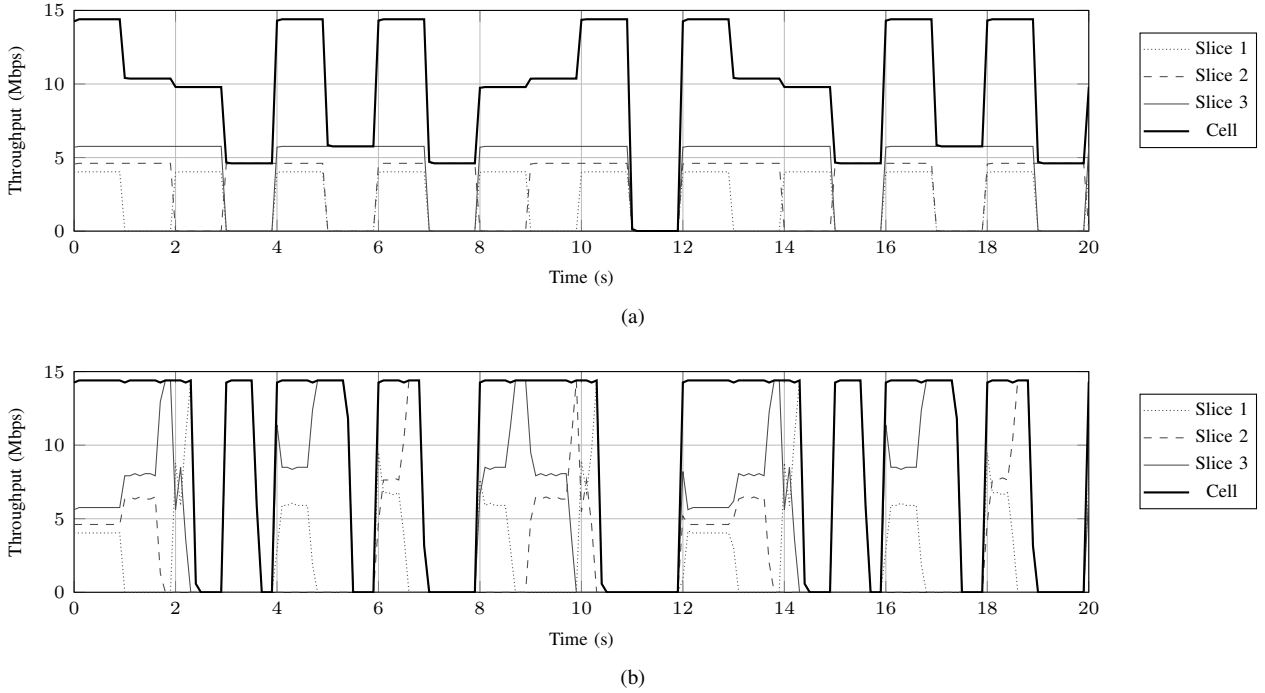 15
10
5
0
Throughput (Mbps)
0 2 4 6 8 10 12 14 16 18 20
Time (s)
Slice 1
Slice 2
Slice 3
Cell
(a)
15
10
5
0
Throughput (Mbps)
0 2 4 6 8 10 12 14 16 18 20
Time (s)
Slice 1
Slice 2
Slice 3
Cell
(b)